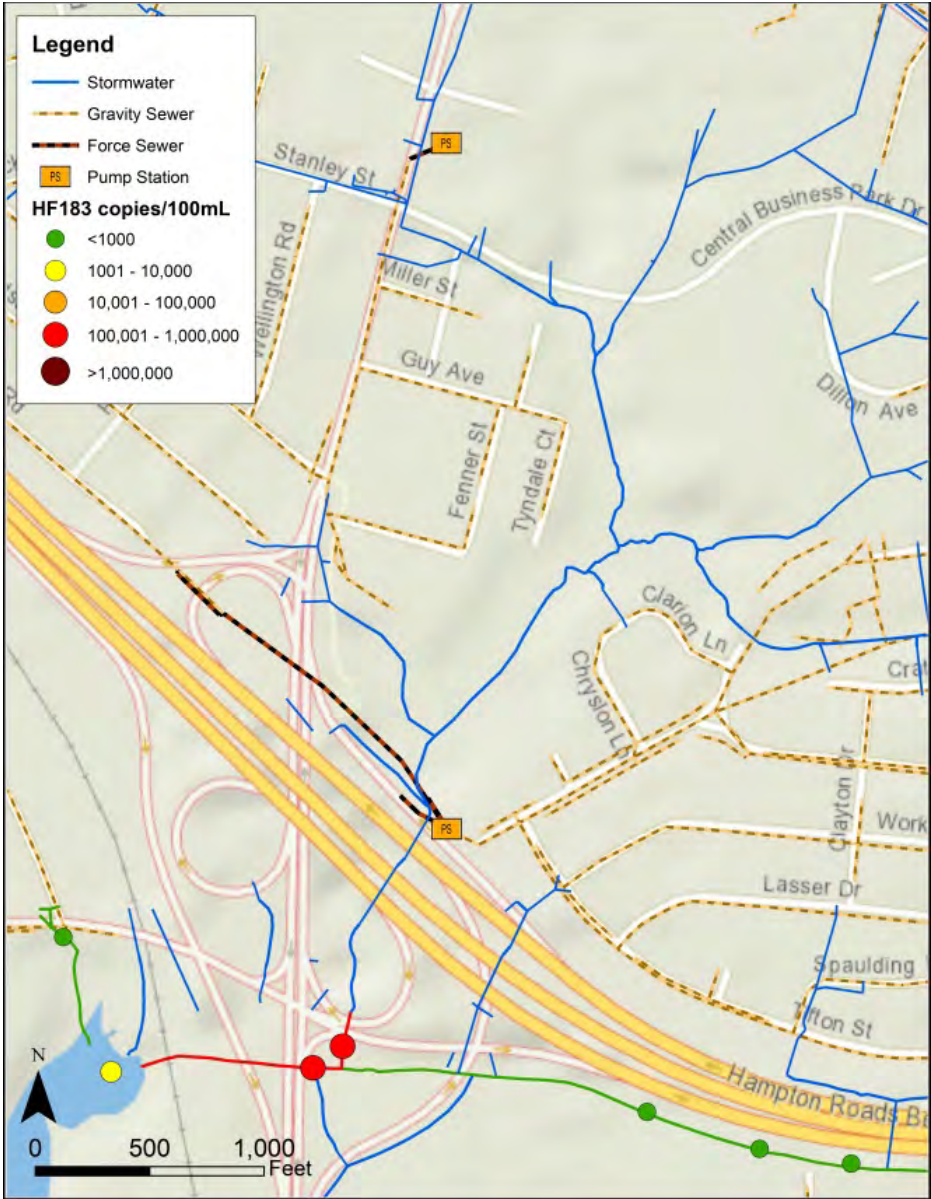 Legend
Stormwater
Gravity Sewer
Force Sewer
PS
Pump Station
HF183 copies/100mL
<1000
1001 - 10,000
10,001 - 100,000
100,001 - 1,000,000
>1,000,000
PS
Stanley St
Central Business Park Dr
Wellington Rd
Miller St
Guy Ave
Dillon Ave
Fenner St
Tyndale Ct
Rd
Clarion Ln
Chryslon Ln
Crat
Clayton Dr
PS
Work
Lasser Dr
Spaulding
Tifton St
Hampton Roads B
N
0 500 1,000
Feet